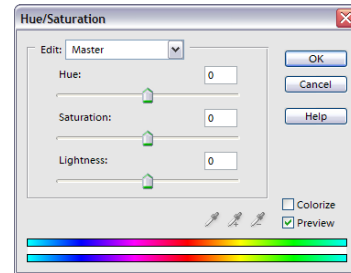 Hue/Saturation
Edit: Master
Hue: 0
Saturation: 0
Lightness: 0
OK
Cancel
Help
Colorize
Preview